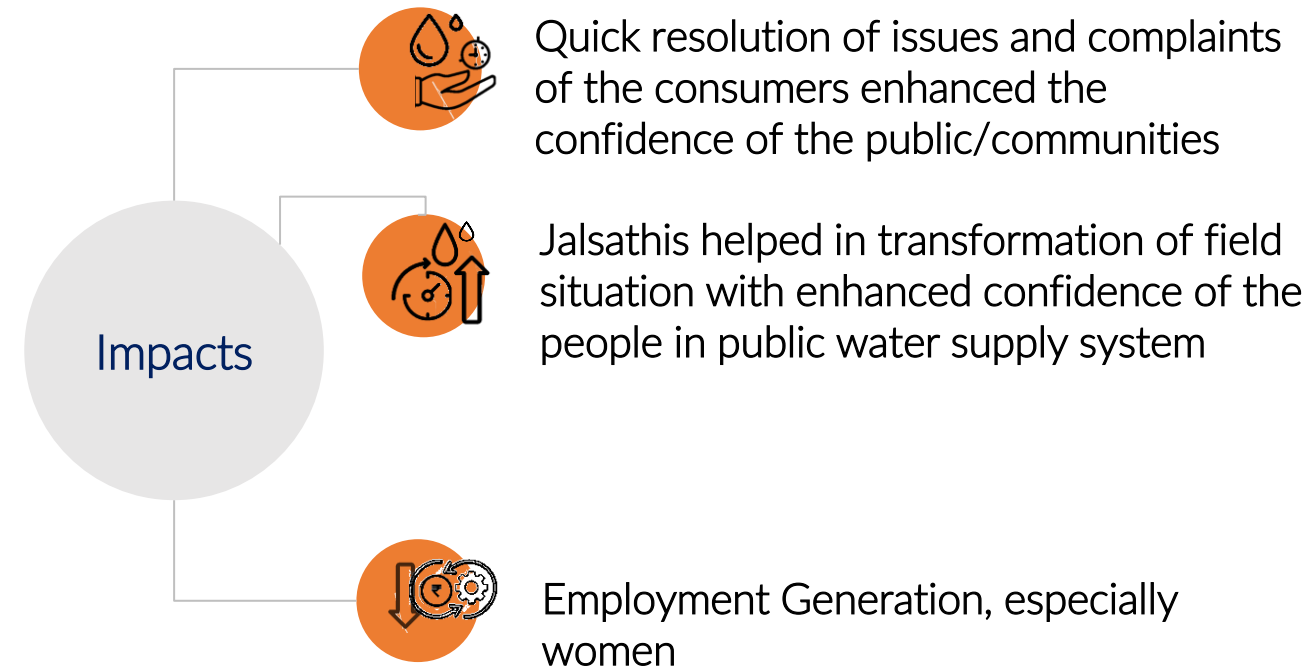 Quick resolution of issues and complaints
of the consumers enhanced the
confidence of the public/communities
Jalsathis helped in transformation of field
situation with enhanced confidence of the
people in public water supply system
Impacts
₹
Employment Generation, especially
women